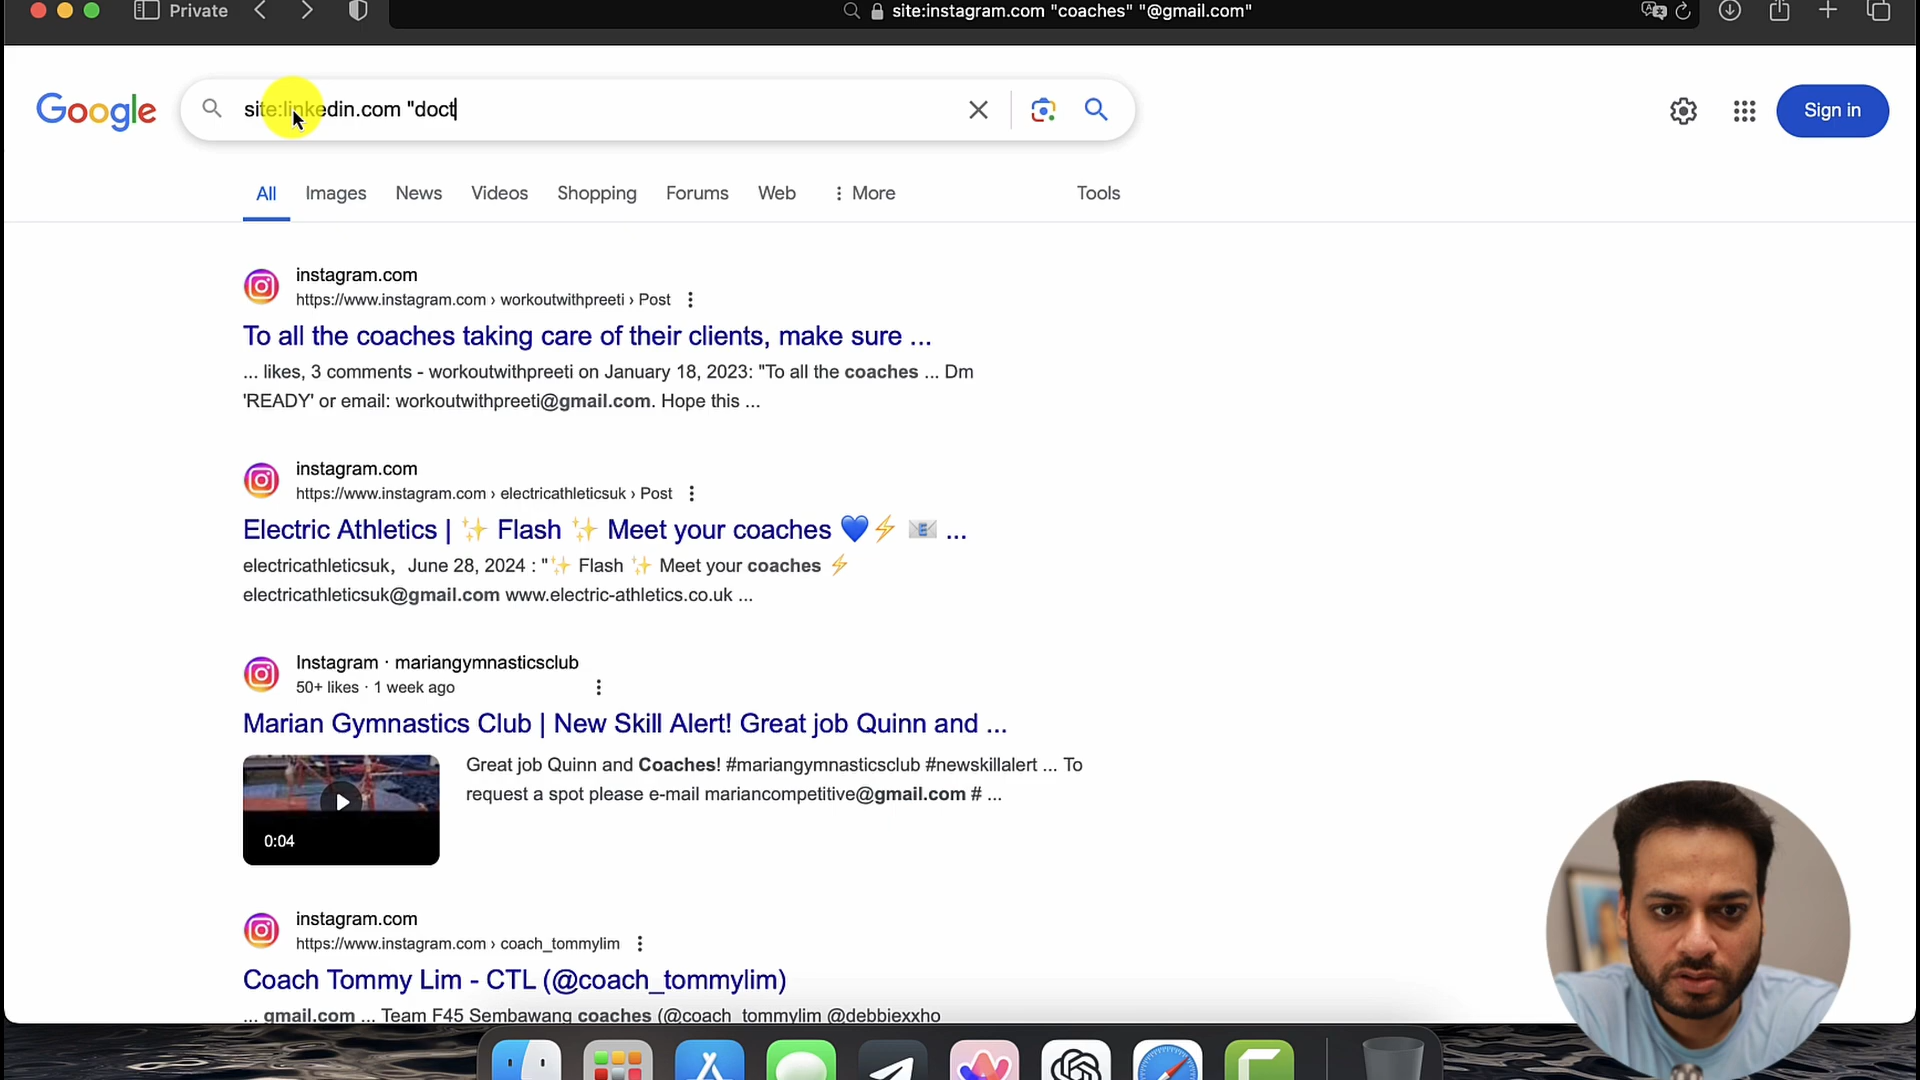 Private
site:instagram.com "coaches" "@gmail.com"
Google
site:linkedin.com "doct
Sign in
All Images News Videos Shopping Forums Web More Tools
instagram.com
https://www.instagram.com › workoutwithpreeti › Post
To all the coaches taking care of their clients, make sure ...
... likes, 3 comments - workoutwithpreeti on January 18, 2023: "To all the coaches ... Dm
'READY' or email: workoutwithpreeti@gmail.com. Hope this ...
instagram.com
https://www.instagram.com › electricathleticsuk › Post
Electric Athletics | ✨ Flash ✨ Meet your coaches 💙⚡ 📧 ...
electricathleticsuk, June 28, 2024 : "✨ Flash ✨ Meet your coaches ⚡
electricathleticsuk@gmail.com www.electric-athletics.co.uk ...
Instagram · mariangymnasticsclub
50+ likes · 1 week ago
Marian Gymnastics Club | New Skill Alert! Great job Quinn and ...
Great job Quinn and Coaches! #mariangymnasticsclub #newskillalert ... To
request a spot please e-mail mariancompetitive@gmail.com # ...
0:04
instagram.com
https://www.instagram.com › coach_tommylim
Coach Tommy Lim - CTL (@coach_tommylim)
... gmail.com ... Team F45 Sembawang coaches (@coach_tommylim @debbiexxho